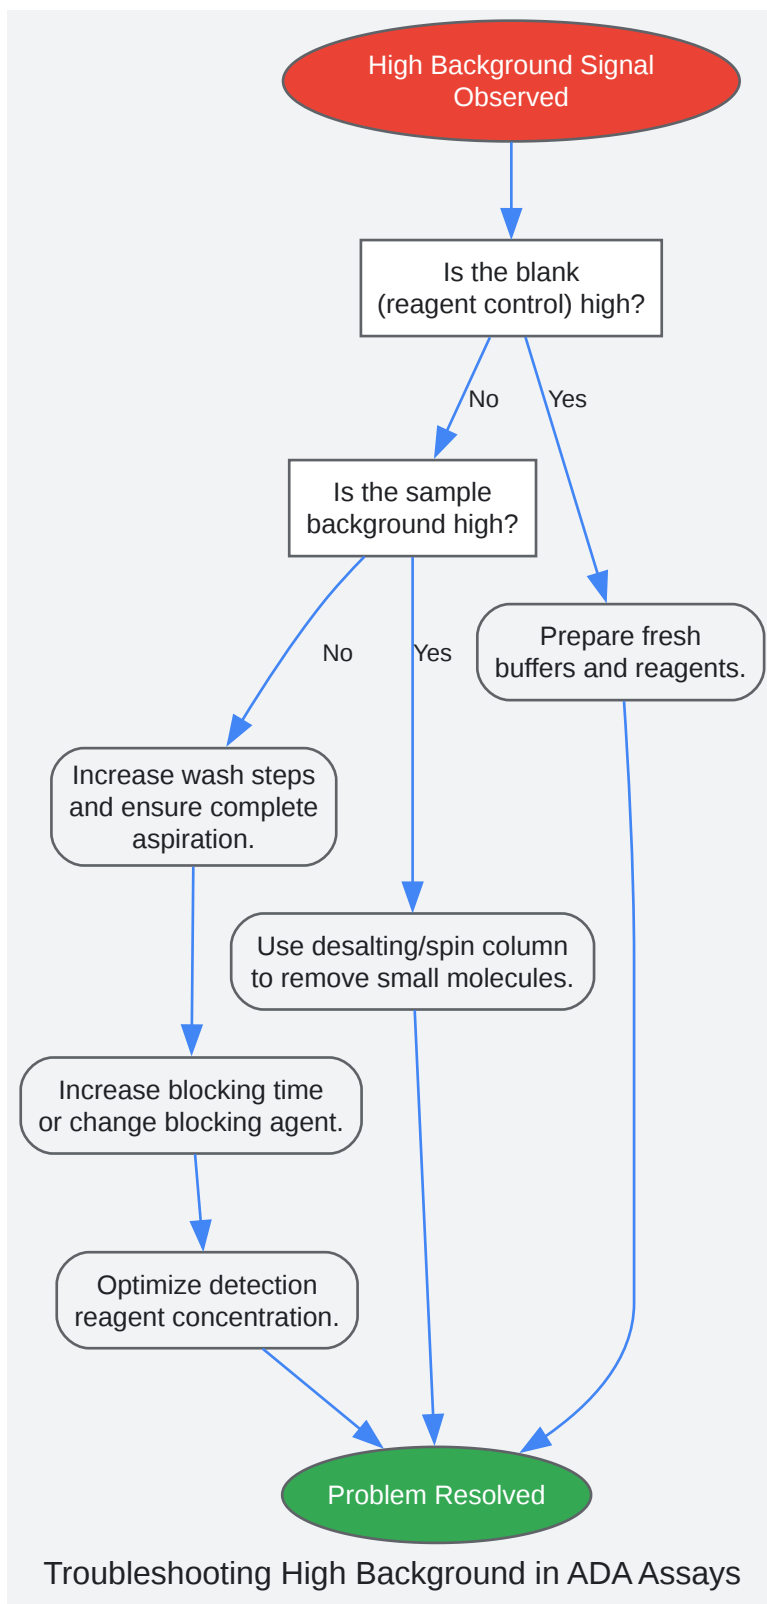 High Background Signal
Observed
Is the blank
(reagent control) high?
No
Yes
Is the sample
background high?
Prepare fresh
buffers and reagents.
No
Yes
Increase wash steps
and ensure complete
aspiration.
Use desalting/spin column
to remove small molecules.
Increase blocking time
or change blocking agent.
Optimize detection
reagent concentration.
Problem Resolved
Troubleshooting High Background in ADA Assays